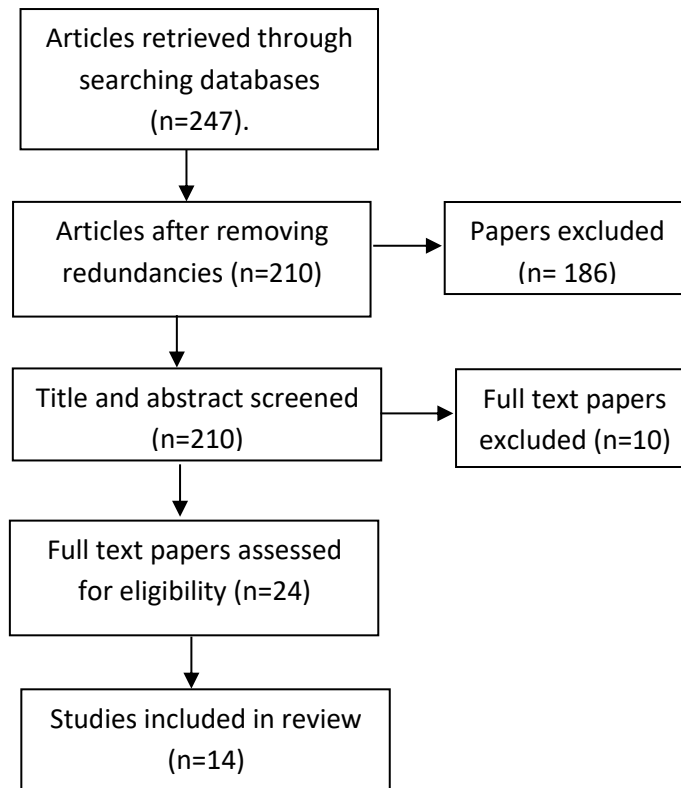 Articles retrieved through
searching databases
(n=247).
Articles after removing
redundancies (n=210)
Papers excluded
(n= 186)
Title and abstract screened
(n=210)
Full text papers
excluded (n=10)
Full text papers assessed
for eligibility (n=24)
Studies included in review
(n=14)